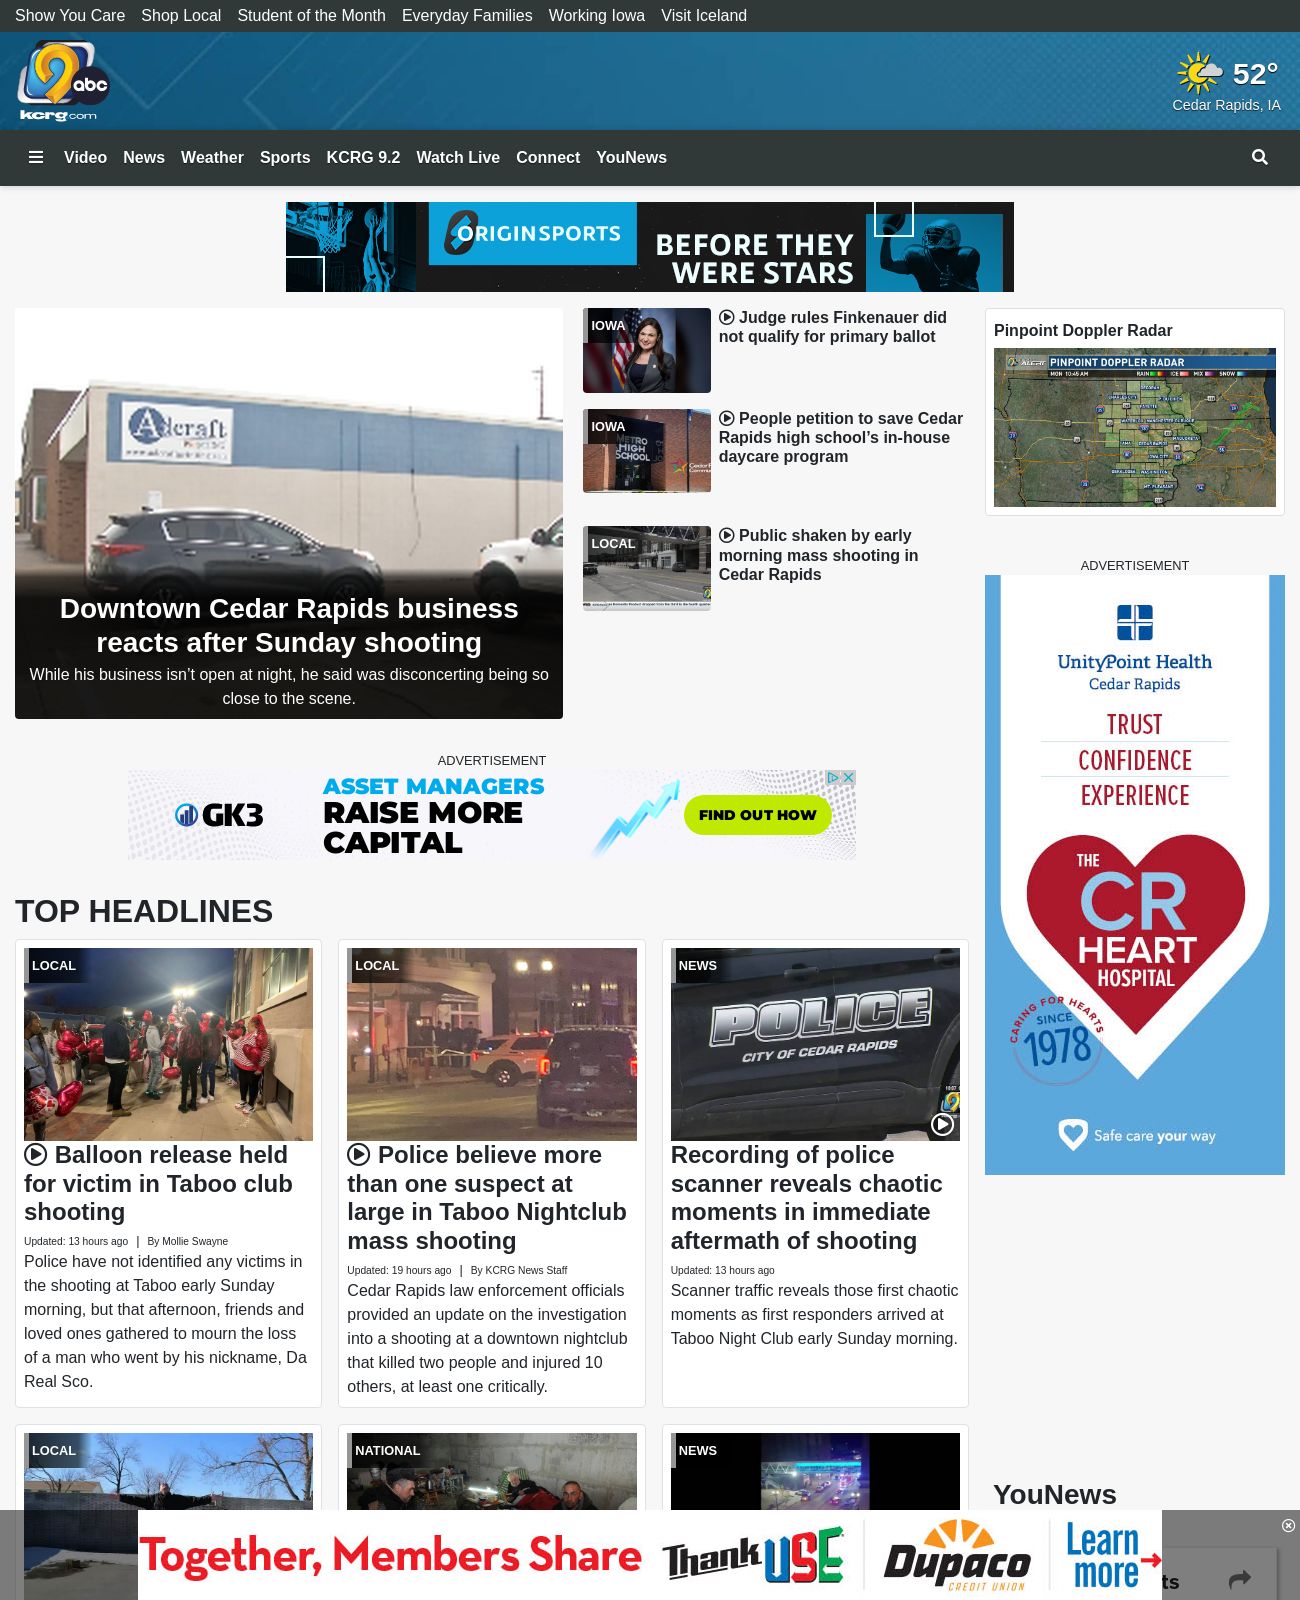 Show You Care Shop Local Student of the Month Everyday Families Working Iowa Visit Iceland
9 abc
kcrg.com
52°
Cedar Rapids, IA
Video News Weather Sports KCRG 9.2 Watch Live Connect YouNews
ORIGIN SPORTS
BEFORE THEY
WERE STARS
Adcraft
Downtown Cedar Rapids business
reacts after Sunday shooting
While his business isn’t open at night, he said was disconcerting being so
close to the scene.
IOWA
Judge rules Finkenauer did
not qualify for primary ballot
IOWA
METRO
HIGH
SCHOOL
People petition to save Cedar
Rapids high school’s in-house
daycare program
LOCAL
Public shaken by early
morning mass shooting in
Cedar Rapids
Pinpoint Doppler Radar
PINPOINT DOPPLER RADAR
MON 10:45 AM RAIN ICE MIX SNOW
ADVERTISEMENT
UnityPoint Health
Cedar Rapids
TRUST
CONFIDENCE
EXPERIENCE
THE
CR
HEART
HOSPITAL
CARING FOR HEARTS
SINCE
1978
Safe care your way
ADVERTISEMENT
GK3
ASSET MANAGERS
RAISE MORE
CAPITAL
FIND OUT HOW
TOP HEADLINES
LOCAL
Balloon release held
for victim in Taboo club
shooting
Updated: 13 hours ago | By Mollie Swayne
Police have not identified any victims in
the shooting at Taboo early Sunday
morning, but that afternoon, friends and
loved ones gathered to mourn the loss
of a man who went by his nickname, Da
Real Sco.
LOCAL
Police believe more
than one suspect at
large in Taboo Nightclub
mass shooting
Updated: 19 hours ago | By KCRG News Staff
Cedar Rapids law enforcement officials
provided an update on the investigation
into a shooting at a downtown nightclub
that killed two people and injured 10
others, at least one critically.
NEWS
POLICE
CITY OF CEDAR RAPIDS
Recording of police
scanner reveals chaotic
moments in immediate
aftermath of shooting
Updated: 13 hours ago
Scanner traffic reveals those first chaotic
moments as first responders arrived at
Taboo Night Club early Sunday morning.
LOCAL
NATIONAL
NEWS
YouNews
Together, Members Share
Thank USE
Dupaco
CREDIT UNION
Learn
more
ts